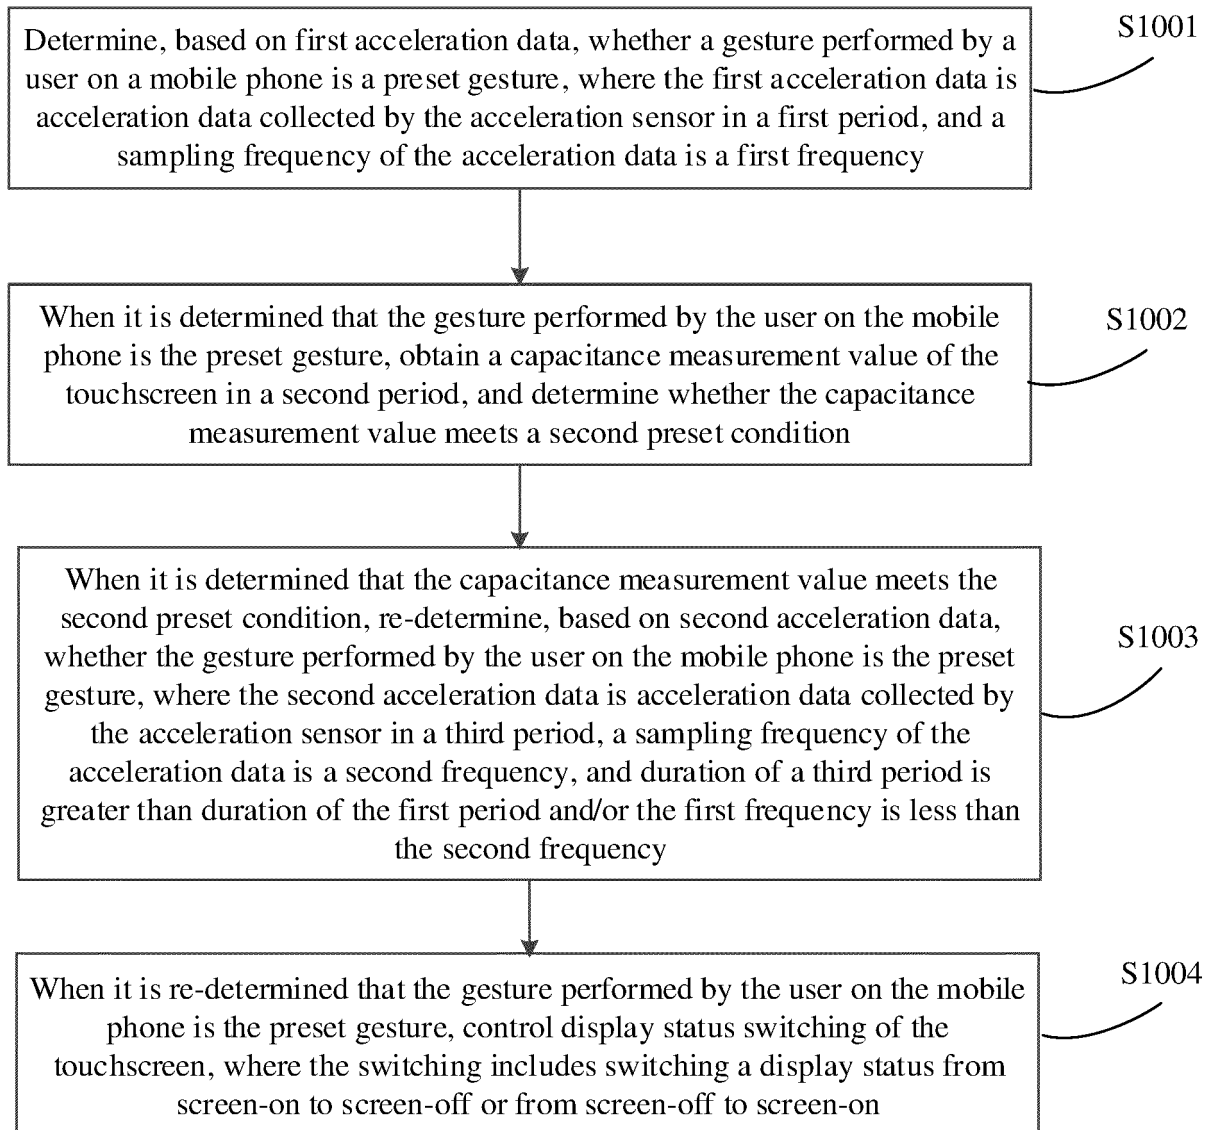 Determine, based on first acceleration data, whether a gesture performed by a
user on a mobile phone is a preset gesture, where the first acceleration data is
acceleration data collected by the acceleration sensor in a first period, and a
sampling frequency of the acceleration data is a first frequency
S1001
When it is determined that the gesture performed by the user on the mobile
phone is the preset gesture, obtain a capacitance measurement value of the
touchscreen in a second period, and determine whether the capacitance
measurement value meets a second preset condition
S1002
When it is determined that the capacitance measurement value meets the
second preset condition, re-determine, based on second acceleration data,
whether the gesture performed by the user on the mobile phone is the preset
gesture, where the second acceleration data is acceleration data collected by
the acceleration sensor in a third period, a sampling frequency of the
acceleration data is a second frequency, and duration of a third period is
greater than duration of the first period and/or the first frequency is less than
the second frequency
S1003
When it is re-determined that the gesture performed by the user on the mobile
phone is the preset gesture, control display status switching of the
touchscreen, where the switching includes switching a display status from
screen-on to screen-off or from screen-off to screen-on
S1004